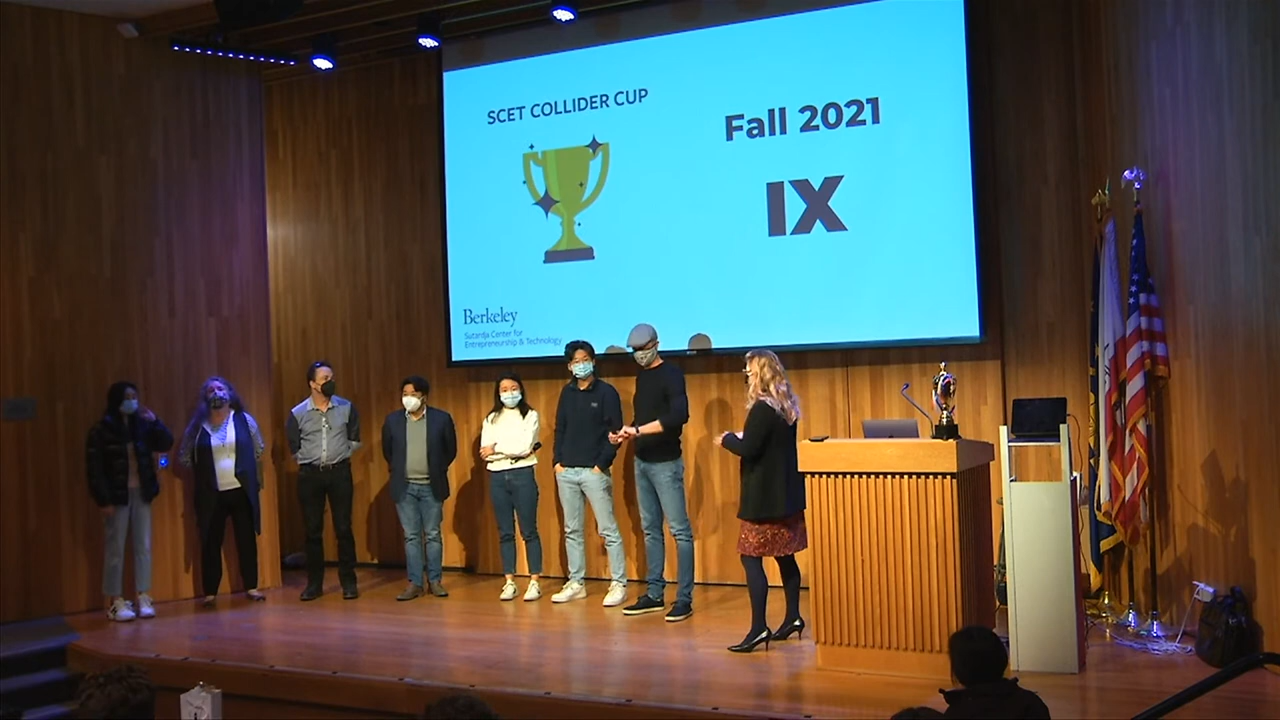 SCET COLLIDER CUP
Fall 2021
IX
Berkeley
Sutardja Center for
Entrepreneurship & Technology